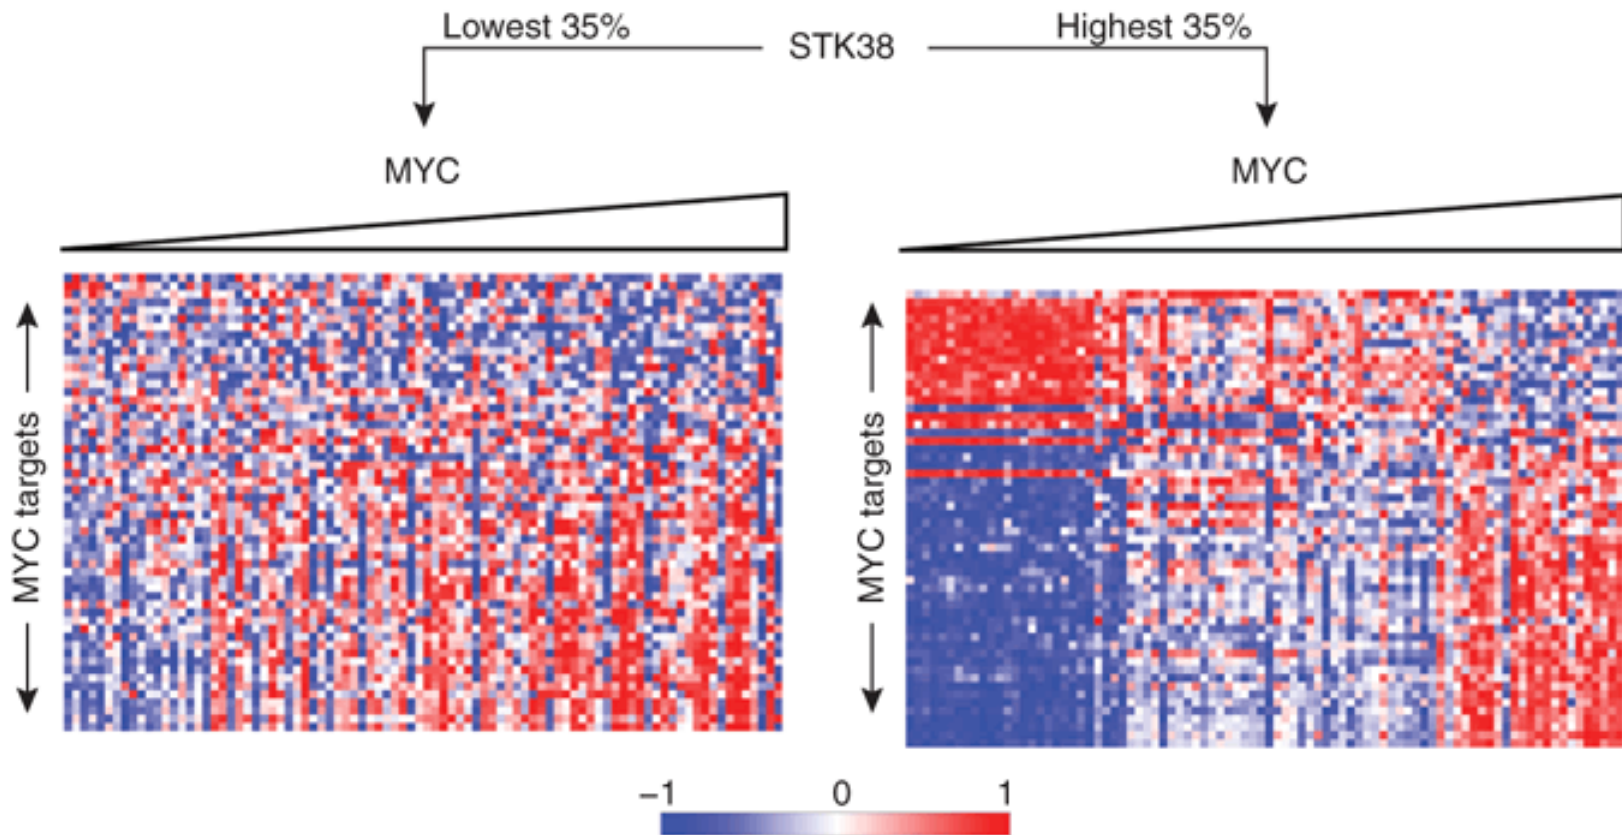 Lowest 35% STK38 Highest 35%
MYC MYC
MYC targets MYC targets
−1 0 1